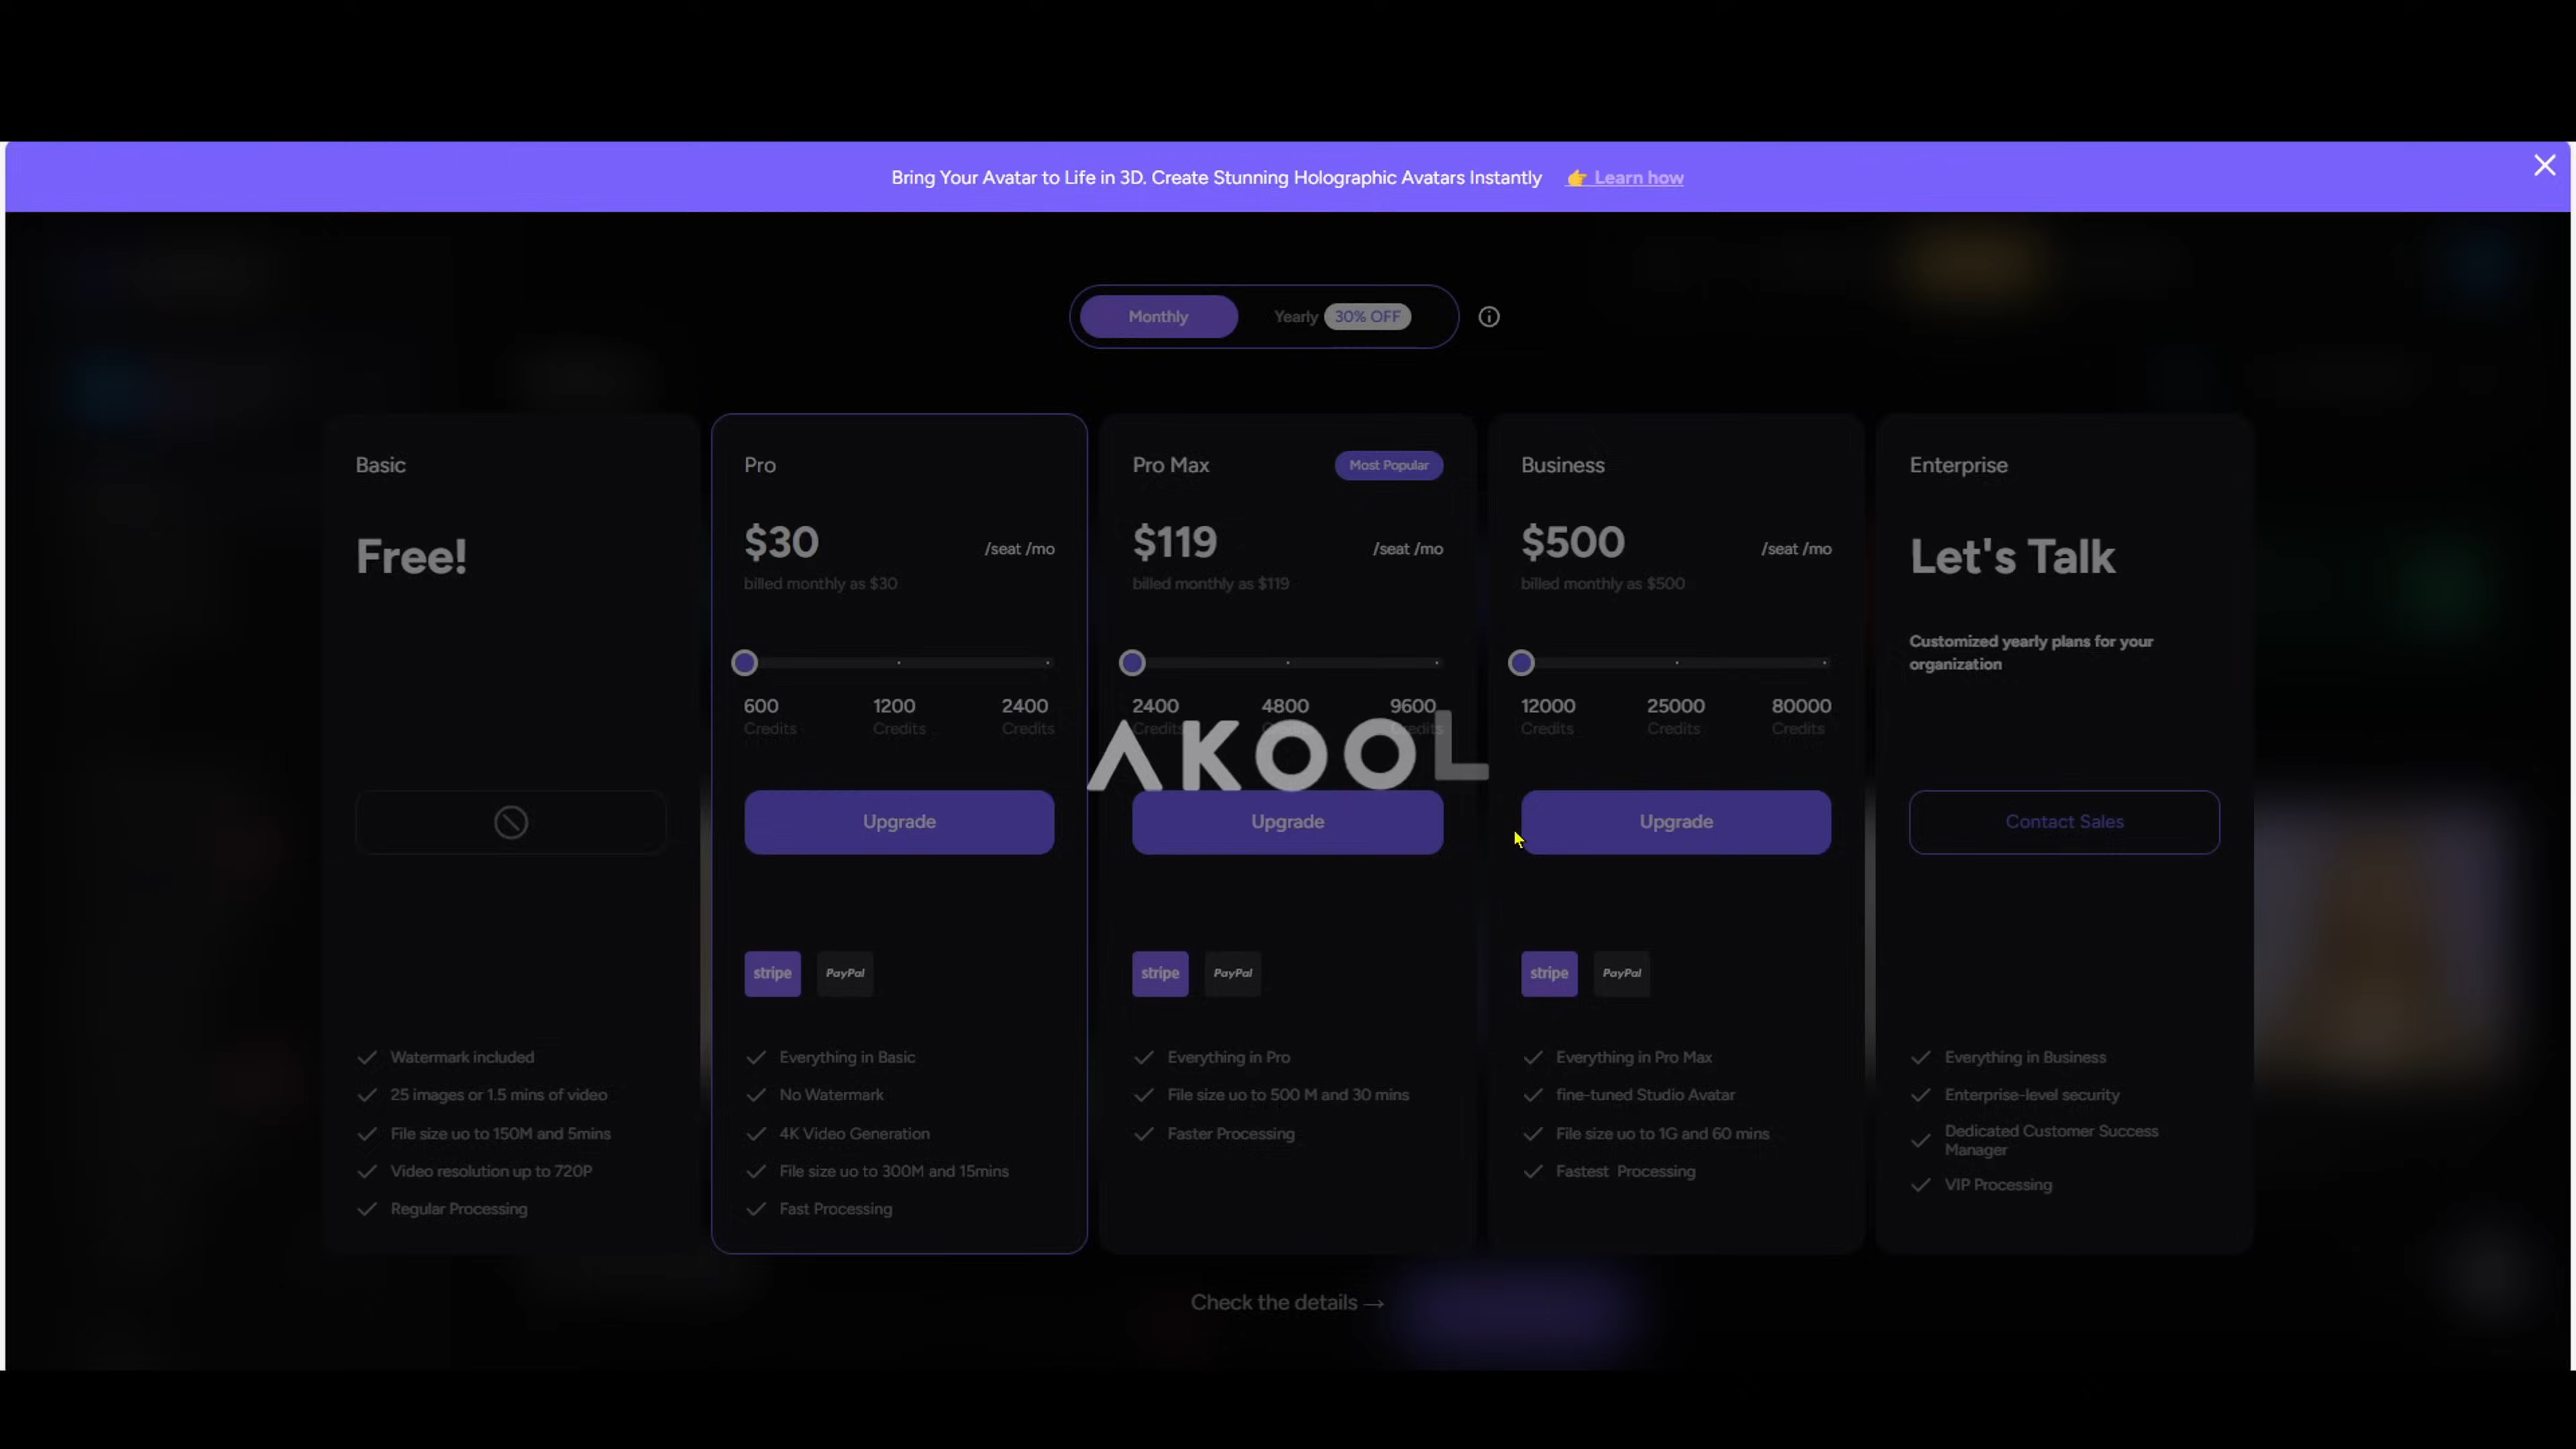 Bring Your Avatar to Life in 3D. Create Stunning Holographic Avatars Instantly 👉 Learn how
Monthly Yearly 30% OFF
Basic
Free!
Watermark included
25 images or 1.5 mins of video
File size uo to 150M and 5mins
Video resolution up to 720P
Regular Processing
Pro
$30 /seat /mo
billed monthly as $30
600 1200 2400
Credits Credits Credits
Upgrade
stripe PayPal
Everything in Basic
No Watermark
4K Video Generation
File size uo to 300M and 15mins
Fast Processing
Pro Max Most Popular
$119 /seat /mo
billed monthly as $119
2400 4800 9600
Credits Credits Credits
AKOOL
Upgrade
stripe PayPal
Everything in Pro
File size uo to 500 M and 30 mins
Faster Processing
Business
$500 /seat /mo
billed monthly as $500
12000 25000 80000
Credits Credits Credits
Upgrade
stripe PayPal
Everything in Pro Max
fine-tuned Studio Avatar
File size uo to 1G and 60 mins
Fastest Processing
Enterprise
Let's Talk
Customized yearly plans for your
organization
Contact Sales
Everything in Business
Enterprise-level security
Dedicated Customer Success
Manager
VIP Processing
Check the details →